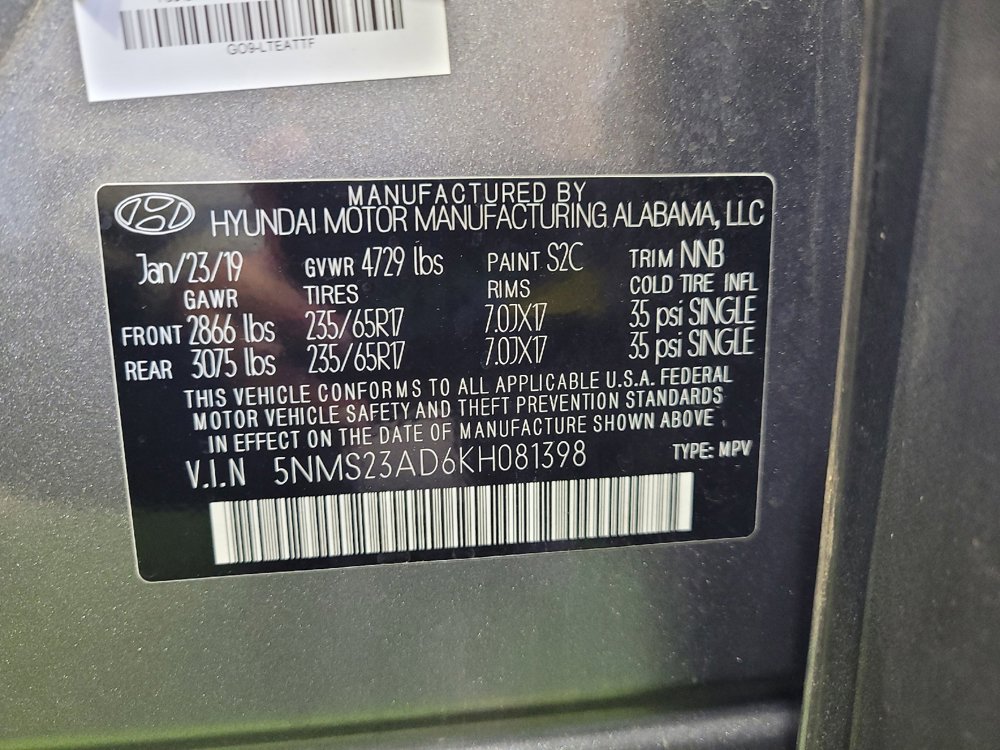 GO9-LTEATTF
MANUFACTURED BY
HYUNDAI MOTOR MANUFACTURING ALABAMA, LLC
Jan/23/19 GVWR 4729 lbs PAINT S2C TRIM NNB
GAWR TIRES RIMS COLD TIRE INFL
FRONT 2866 lbs 235/65R17 7.0JX17 35 psi SINGLE
REAR 3075 lbs 235/65R17 7.0JX17 35 psi SINGLE
THIS VEHICLE CONFORMS TO ALL APPLICABLE U.S.A. FEDERAL
MOTOR VEHICLE SAFETY AND THEFT PREVENTION STANDARDS
IN EFFECT ON THE DATE OF MANUFACTURE SHOWN ABOVE
V.I.N 5NMS23AD6KH081398 TYPE: MPV